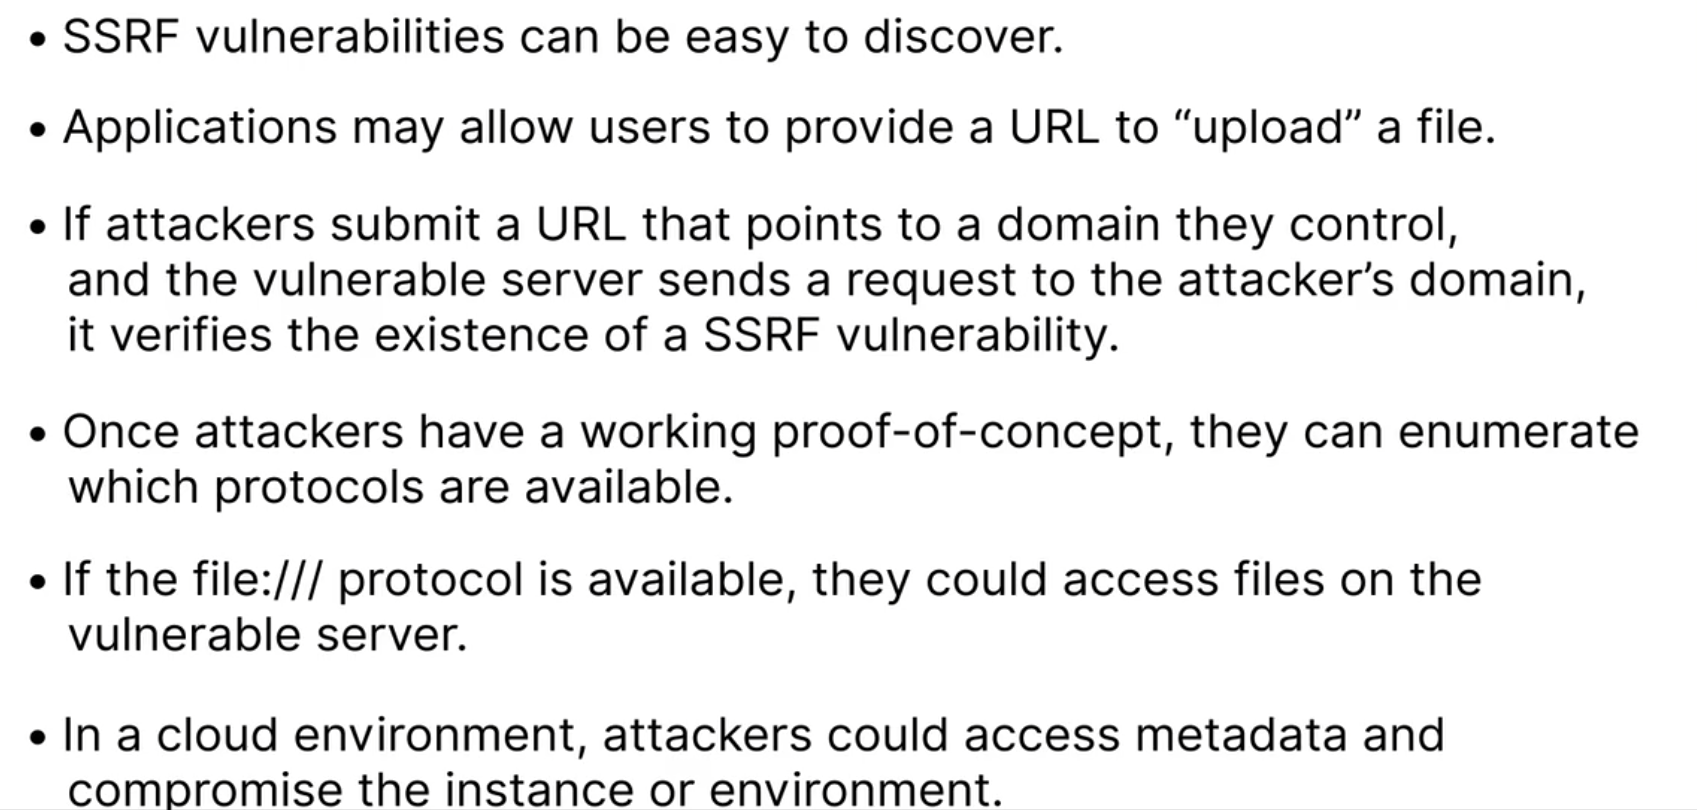 • SSRF vulnerabilities can be easy to discover.
• Applications may allow users to provide a URL to “upload” a file.
• If attackers submit a URL that points to a domain they control,
and the vulnerable server sends a request to the attacker’s domain,
it verifies the existence of a SSRF vulnerability.
• Once attackers have a working proof-of-concept, they can enumerate
which protocols are available.
• If the file:/// protocol is available, they could access files on the
vulnerable server.
• In a cloud environment, attackers could access metadata and
compromise the instance or environment.